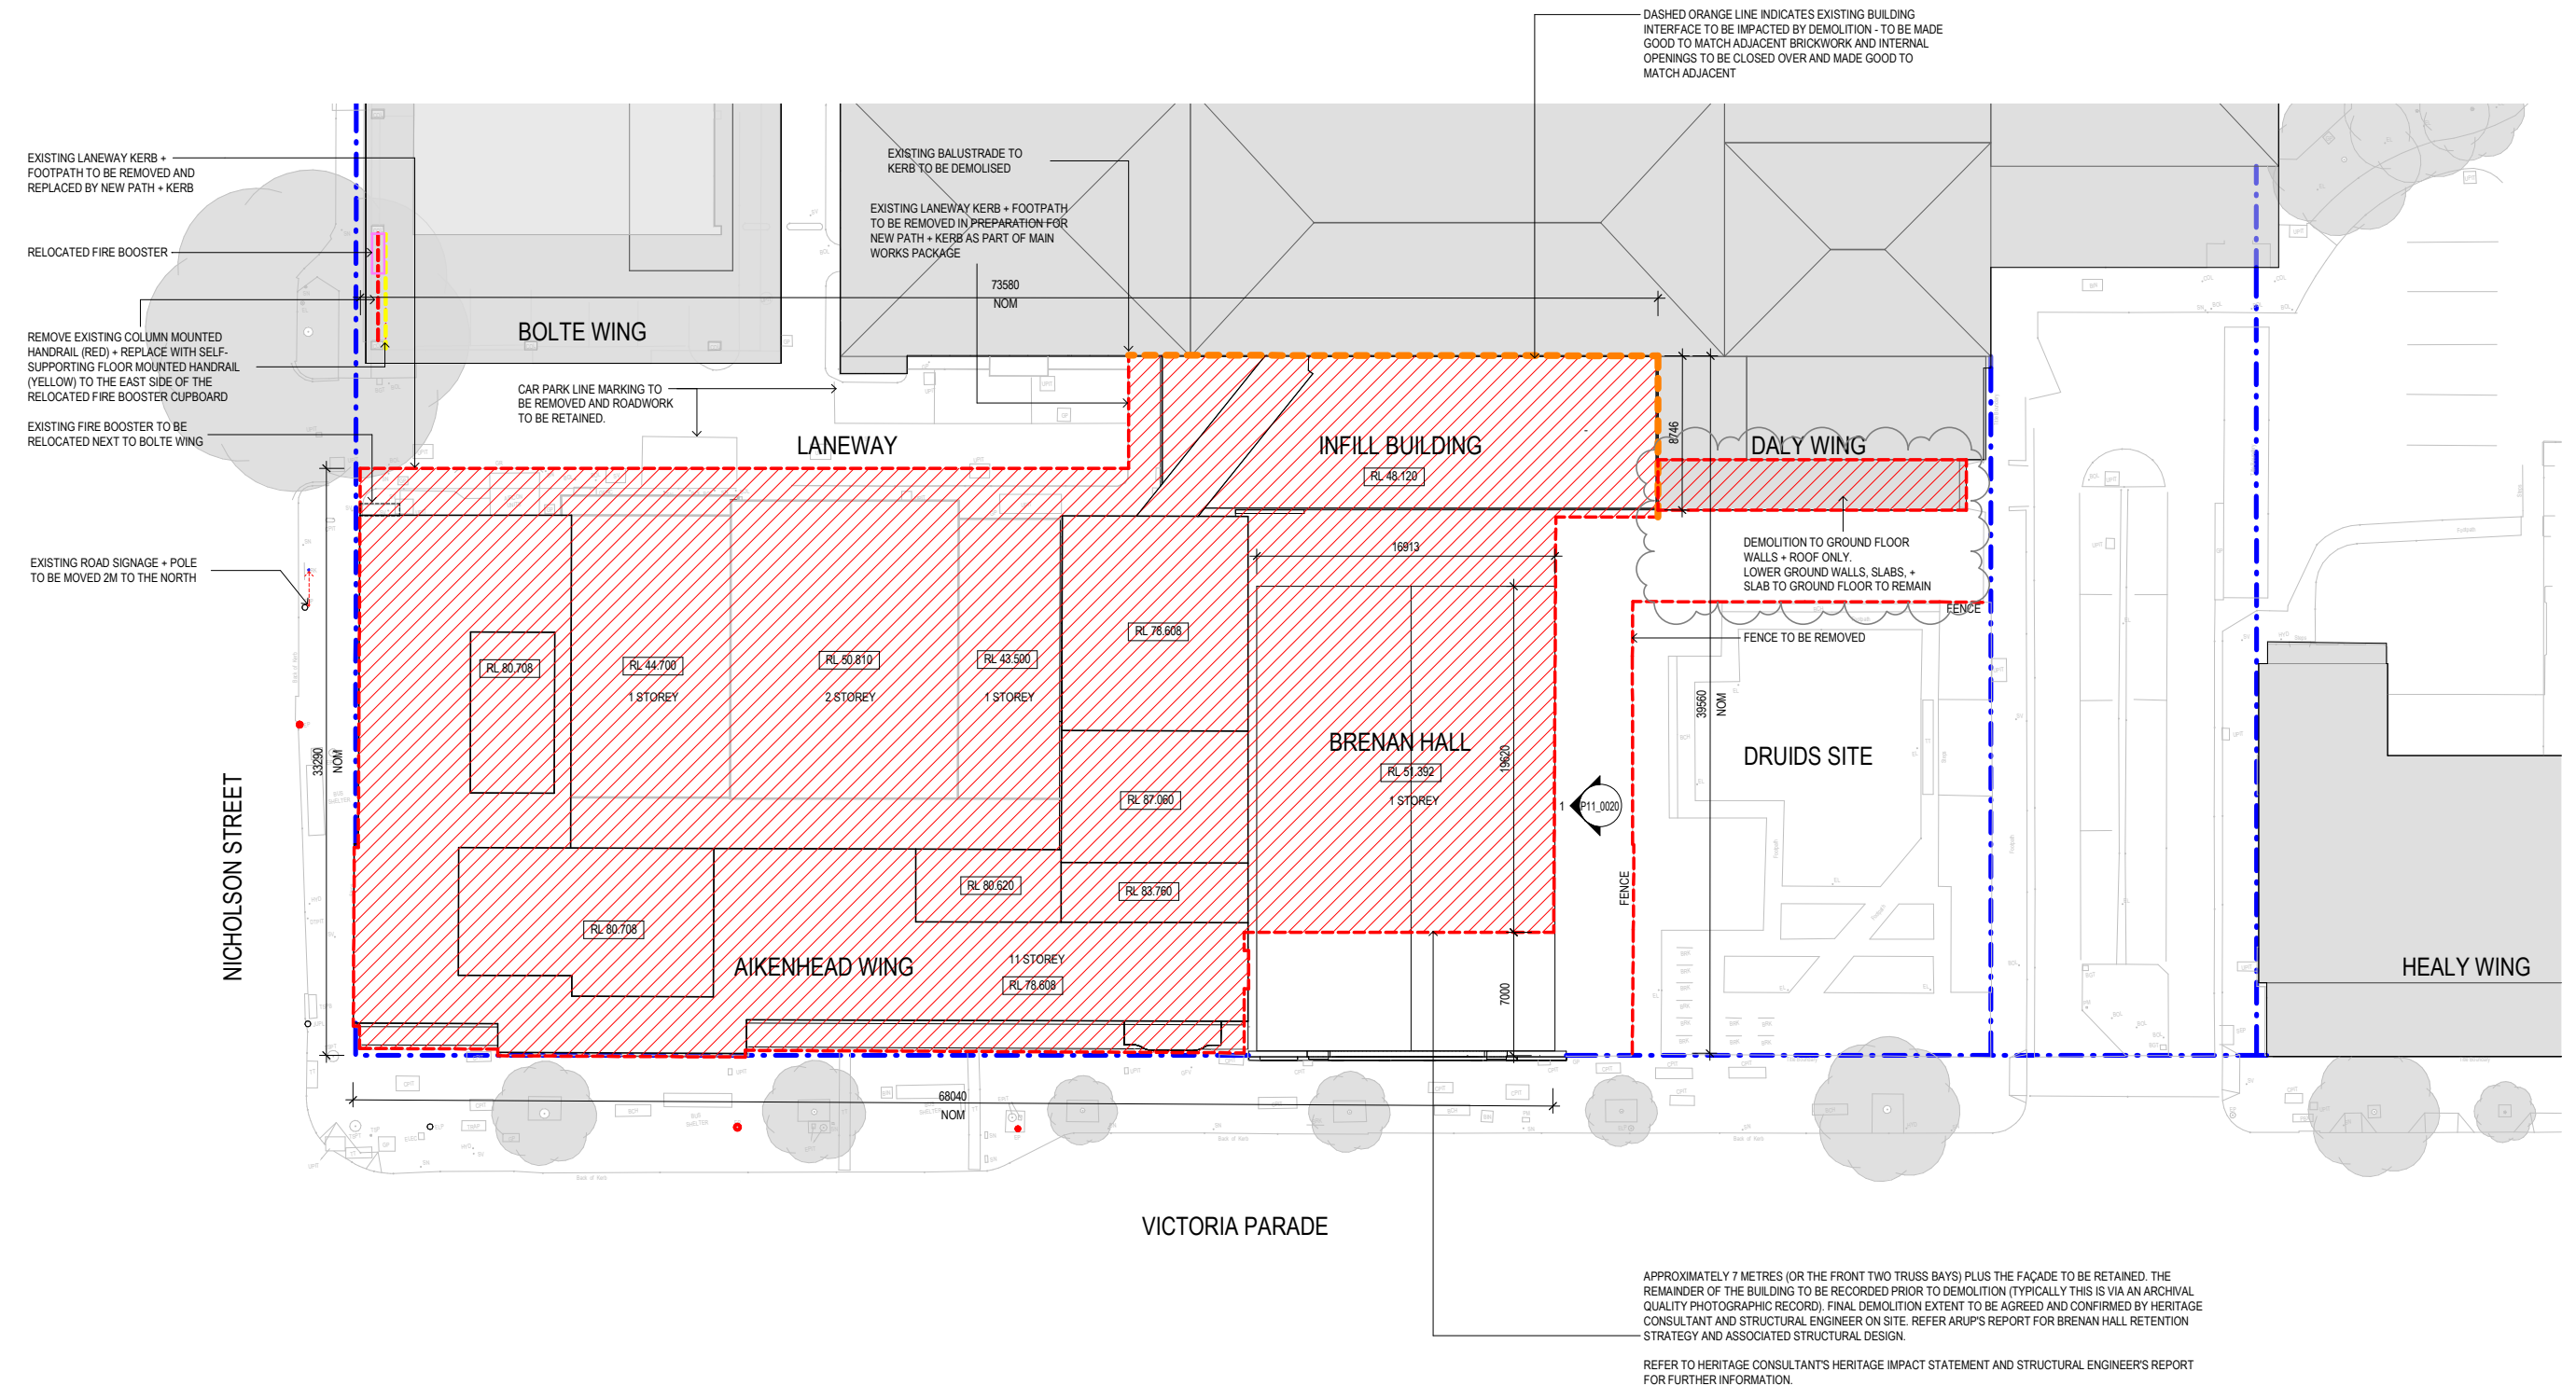 DASHED ORANGE LINE INDICATES EXISTING BUILDING
INTERFACE TO BE IMPACTED BY DEMOLITION - TO BE MADE
GOOD TO MATCH ADJACENT BRICKWORK AND INTERNAL
OPENINGS TO BE CLOSED OVER AND MADE GOOD TO
MATCH ADJACENT
EXISTING LANEWAY KERB +
FOOTPATH TO BE REMOVED AND
REPLACED BY NEW PATH + KERB
EXISTING BALUSTRADE TO
KERB TO BE DEMOLISED
EXISTING LANEWAY KERB + FOOTPATH
TO BE REMOVED IN PREPARATION FOR
NEW PATH + KERB AS PART OF MAIN
WORKS PACKAGE
RELOCATED FIRE BOOSTER
73580
NOM
BOLTE WING
REMOVE EXISTING COLUMN MOUNTED
HANDRAIL (RED) + REPLACE WITH SELF-
SUPPORTING FLOOR MOUNTED HANDRAIL
(YELLOW) TO THE EAST SIDE OF THE
RELOCATED FIRE BOOSTER CUPBOARD
CAR PARK LINE MARKING TO
BE REMOVED AND ROADWORK
TO BE RETAINED.
EXISTING FIRE BOOSTER TO BE
RELOCATED NEXT TO BOLTE WING
LANEWAY
INFILL BUILDING
RL 48.120
8746
DALY WING
EXISTING ROAD SIGNAGE + POLE
TO BE MOVED 2M TO THE NORTH
16913
DEMOLITION TO GROUND FLOOR
WALLS + ROOF ONLY.
LOWER GROUND WALLS, SLABS, +
SLAB TO GROUND FLOOR TO REMAIN
FENCE
FENCE TO BE REMOVED
RL 80.708
RL 44.700
1 STOREY
RL 50.810
2 STOREY
RL 43.500
1 STOREY
RL 78.608
39560
NOM
33290
NOM
BRENAN HALL
RL 51.392
1 STOREY
19620
DRUIDS SITE
1
P11_0020
RL 87.060
NICHOLSON STREET
RL 80.620
RL 83.760
FENCE
RL 80.708
AIKENHEAD WING
11 STOREY
RL 78.608
7000
HEALY WING
68040
NOM
BUS
SHELTER
Back of Kerb
Back of Kerb
Back of Kerb
VICTORIA PARADE
APPROXIMATELY 7 METRES (OR THE FRONT TWO TRUSS BAYS) PLUS THE FAÇADE TO BE RETAINED. THE
REMAINDER OF THE BUILDING TO BE RECORDED PRIOR TO DEMOLITION (TYPICALLY THIS IS VIA AN ARCHIVAL
QUALITY PHOTOGRAPHIC RECORD). FINAL DEMOLITION EXTENT TO BE AGREED AND CONFIRMED BY HERITAGE
CONSULTANT AND STRUCTURAL ENGINEER ON SITE. REFER ARUP'S REPORT FOR BRENAN HALL RETENTION
STRATEGY AND ASSOCIATED STRUCTURAL DESIGN.
REFER TO HERITAGE CONSULTANT'S HERITAGE IMPACT STATEMENT AND STRUCTURAL ENGINEER'S REPORT
FOR FURTHER INFORMATION.